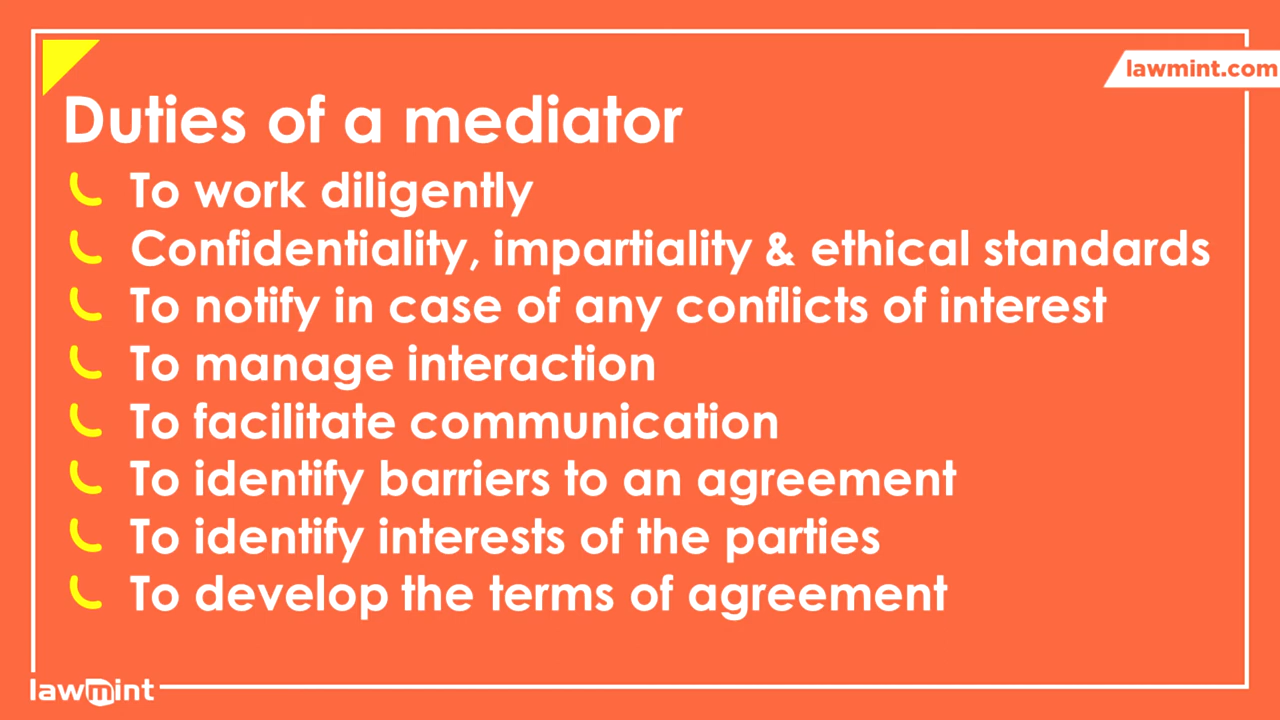 lawmint.com
Duties of a mediator
To work diligently
Confidentiality, impartiality & ethical standards
To notify in case of any conflicts of interest
To manage interaction
To facilitate communication
To identify barriers to an agreement
To identify interests of the parties
To develop the terms of agreement
lawmint